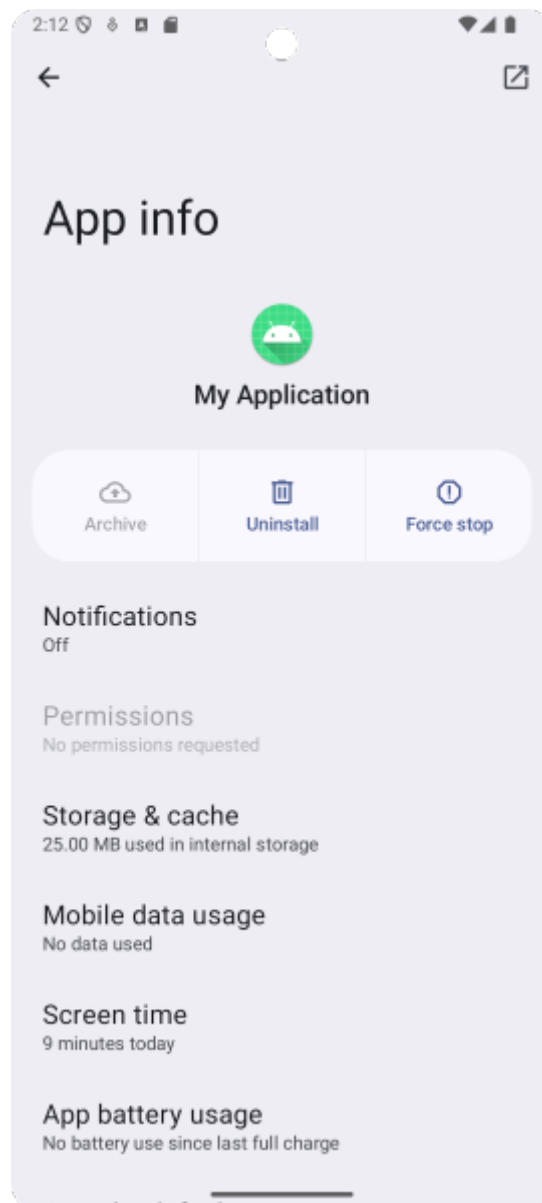 2:12
App info
My Application
Archive
Uninstall
Force stop
Notifications
Off
Permissions
No permissions requested
Storage & cache
25.00 MB used in internal storage
Mobile data usage
No data used
Screen time
9 minutes today
App battery usage
No battery use since last full charge